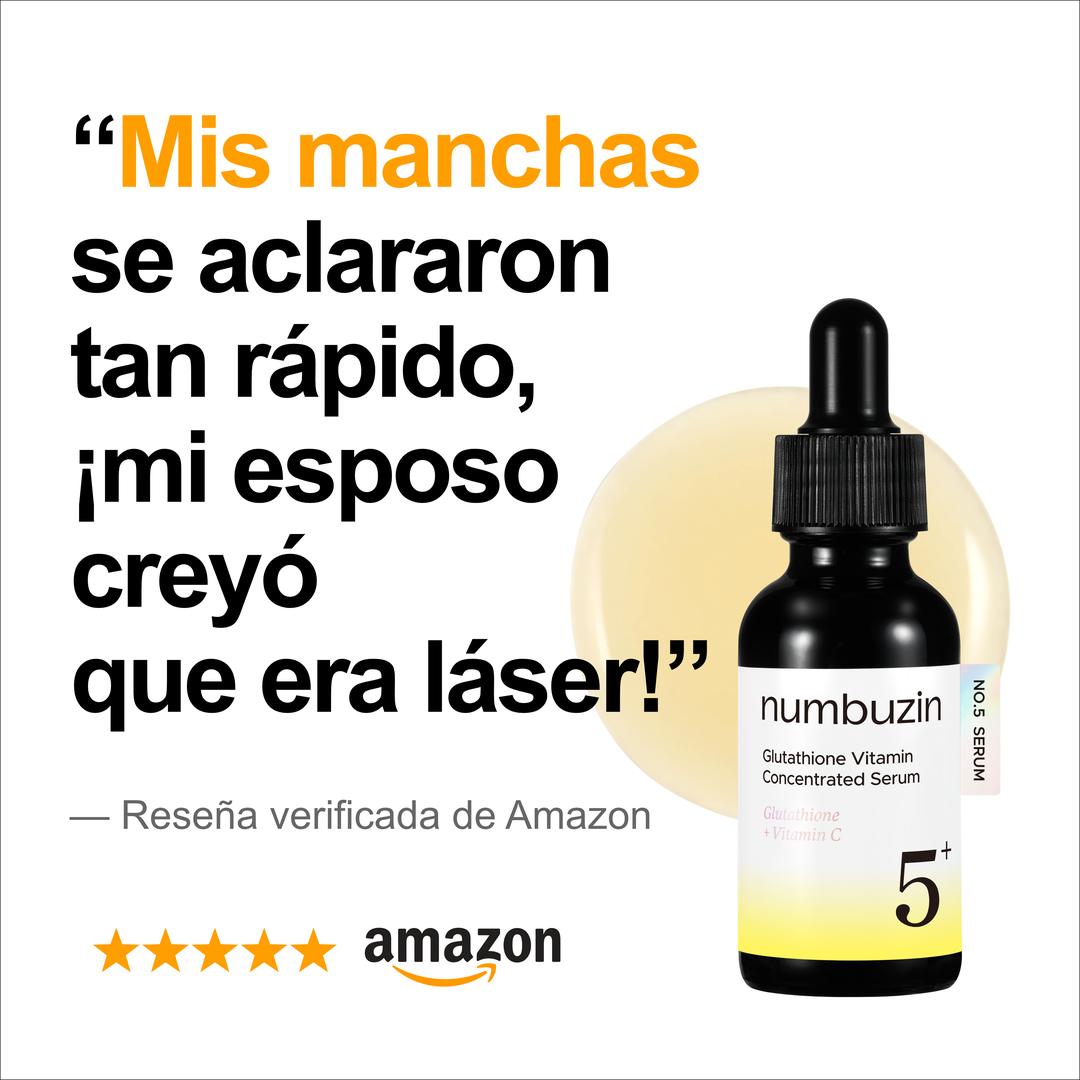 “Mis manchas
se aclararon
tan rápido,
¡mi esposo
creyó
que era láser!”
— Reseña verificada de Amazon
amazon
numbuzin
Glutathione Vitamin
Concentrated Serum
Glutathione
+ Vitamin C
5+
NO.5 SERUM